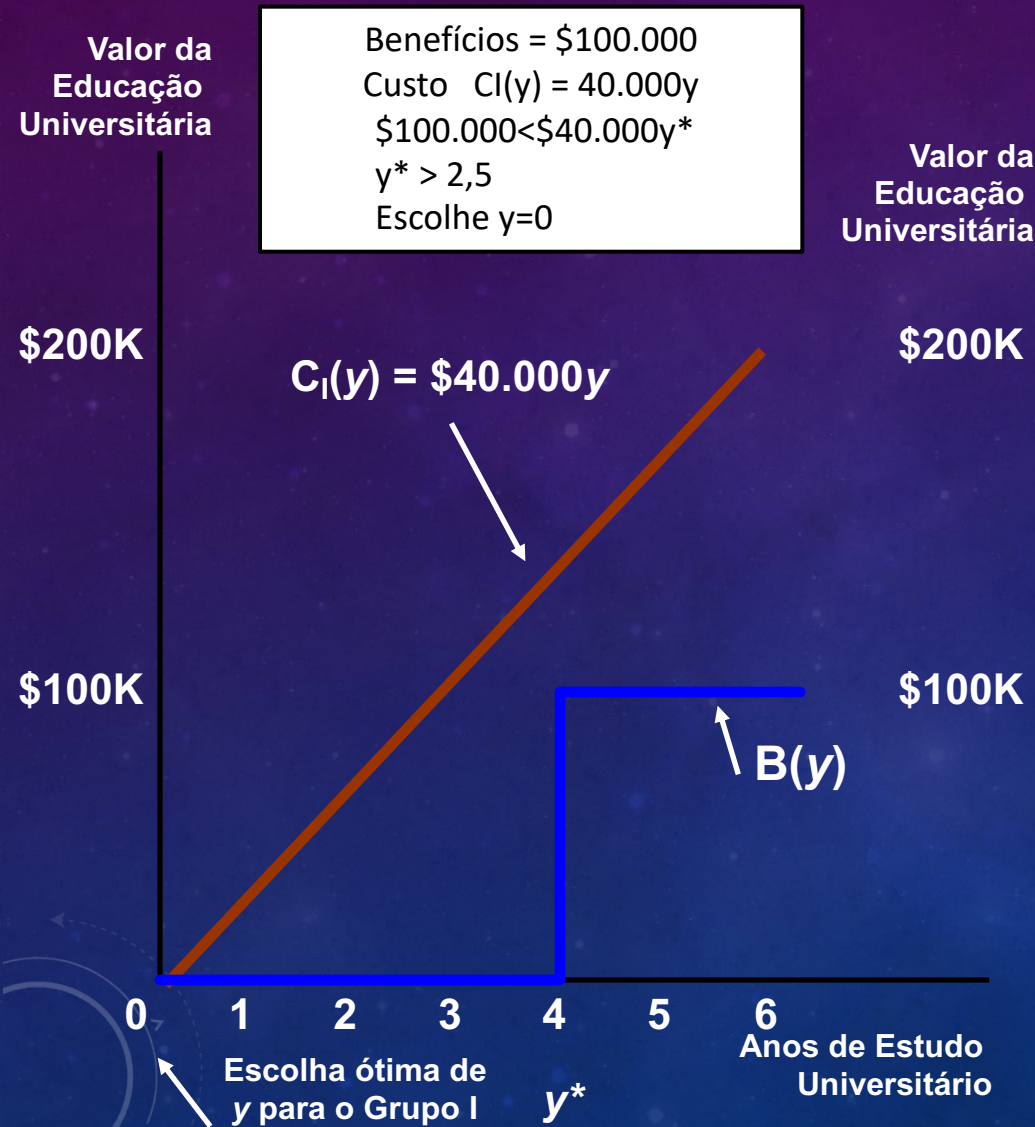 Valor da
Educação
Universitária
Benefícios = $100.000
Custo CI(y) = 40.000y
$100.000<$40.000y*
y* > 2,5
Escolhe y=0
Valor da
Educação
Universitária
$200K
$200K
CI(y) = $40.000y
$100K
$100K
B(y)
0 1 2 3 4 5 6
Anos de Estudo
Universitário
Escolha ótima de
y para o Grupo I
y*